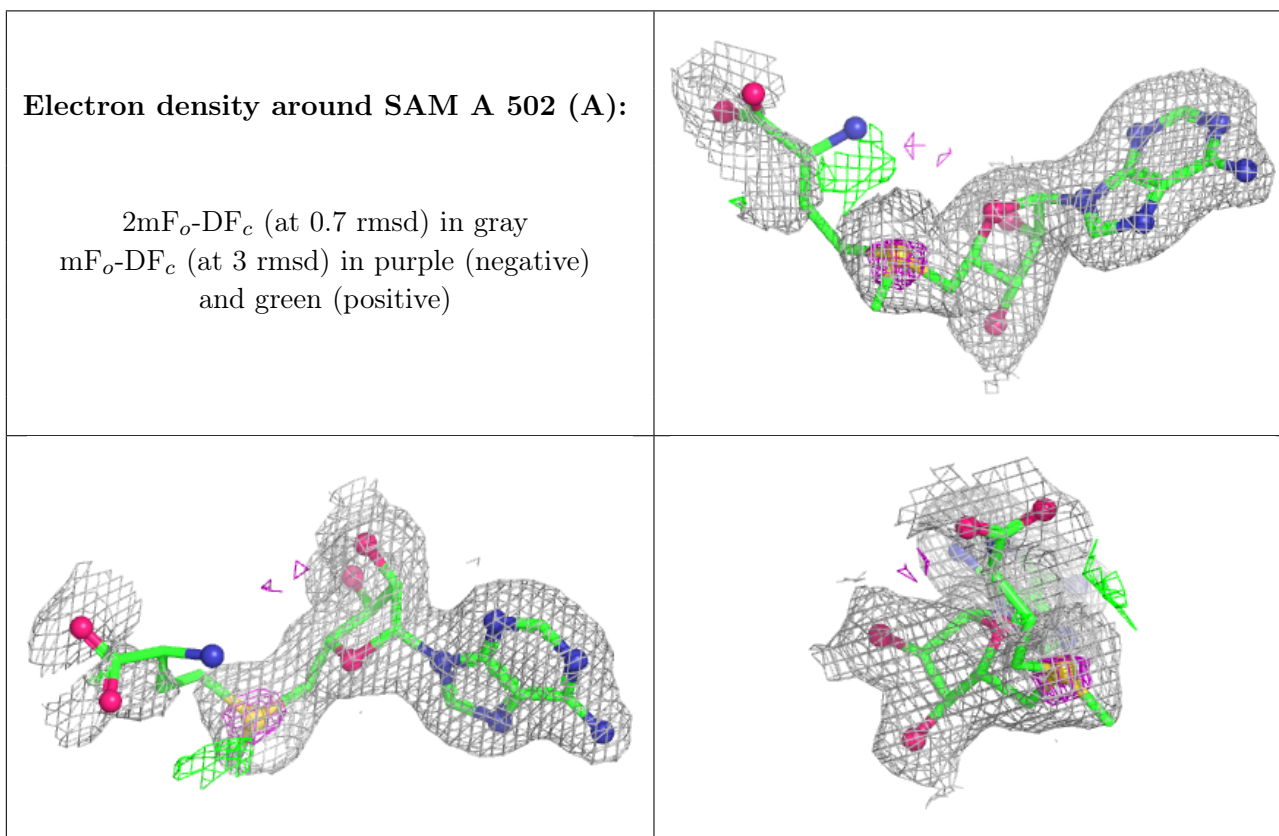 Electron density around SAM A 502 (A):
2mFo-DFc (at 0.7 rmsd) in gray
mFo-DFc (at 3 rmsd) in purple (negative)
and green (positive)